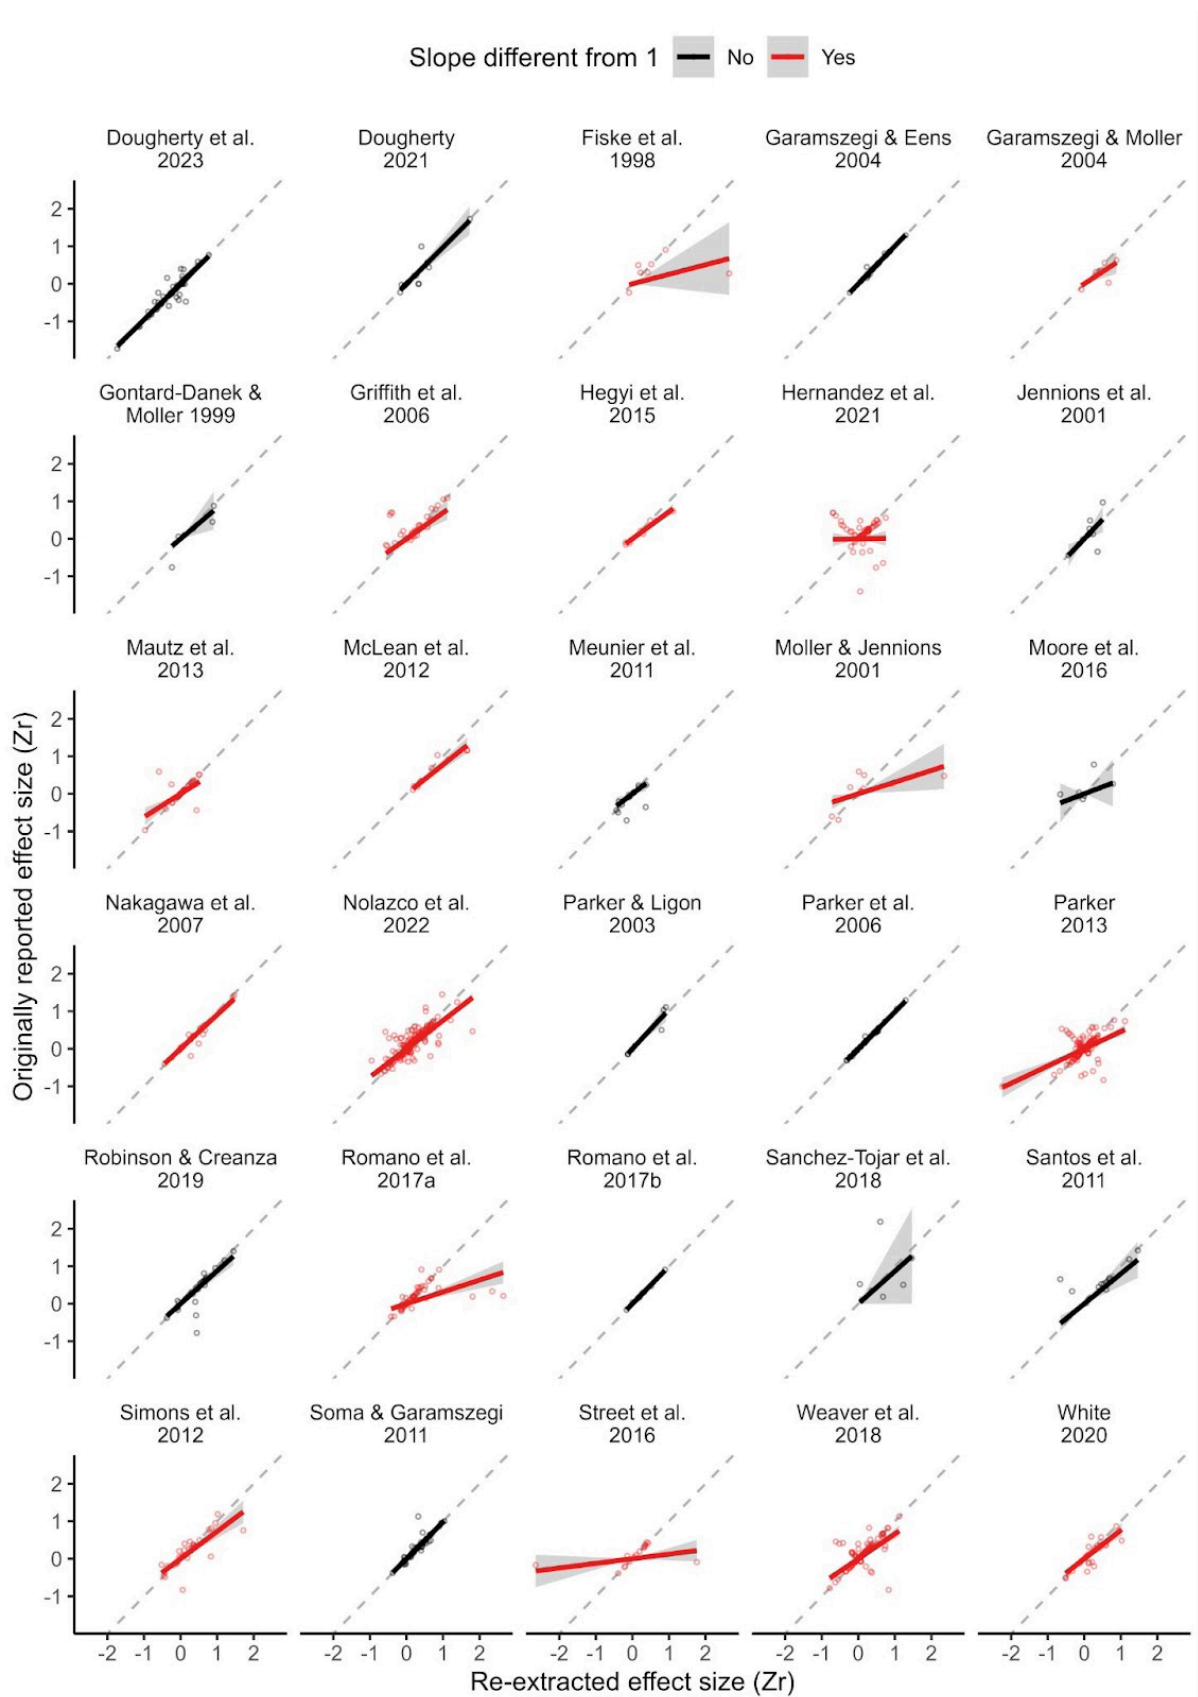 Slope different from 1 No Yes
Dougherty et al.
2023
Dougherty
2021
Fiske et al.
1998
Garamszegi & Eens
2004
Garamszegi & Moller
2004
2
1
0
-1
Gontard-Danek &
Moller 1999
Griffith et al.
2006
Hegyi et al.
2015
Hernandez et al.
2021
Jennions et al.
2001
2
1
0
-1
Mautz et al.
2013
McLean et al.
2012
Meunier et al.
2011
Moller & Jennions
2001
Moore et al.
2016
2
1
0
-1
Originally reported effect size (Zr)
Nakagawa et al.
2007
Nolazco et al.
2022
Parker & Ligon
2003
Parker et al.
2006
Parker
2013
2
1
0
-1
Robinson & Creanza
2019
Romano et al.
2017a
Romano et al.
2017b
Sanchez-Tojar et al.
2018
Santos et al.
2011
2
1
0
-1
Simons et al.
2012
Soma & Garamszegi
2011
Street et al.
2016
Weaver et al.
2018
White
2020
2
1
0
-1
-2 -1 0 1 2
-2 -1 0 1 2
-2 -1 0 1 2
-2 -1 0 1 2
-2 -1 0 1 2
Re-extracted effect size (Zr)